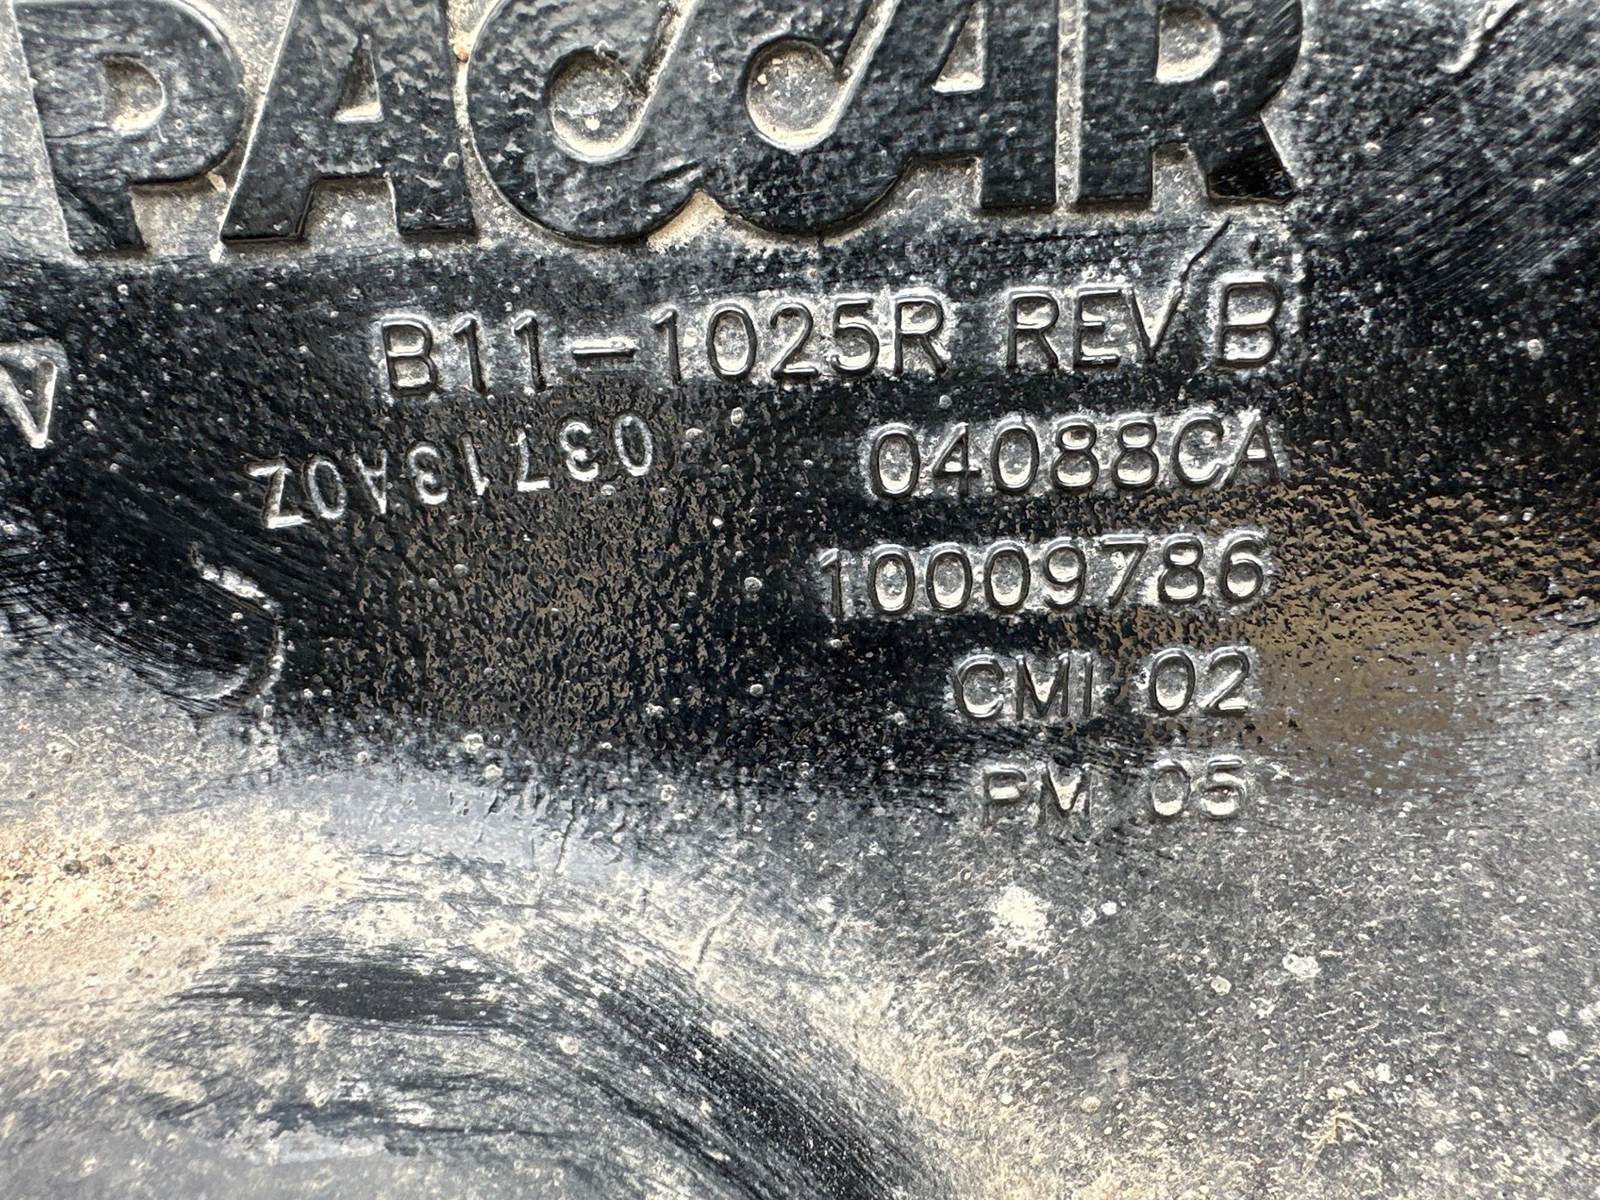 PACCAR
B11-1025R REV B
03713A0Z 04088CA
10009786
CMI 02
PM 05